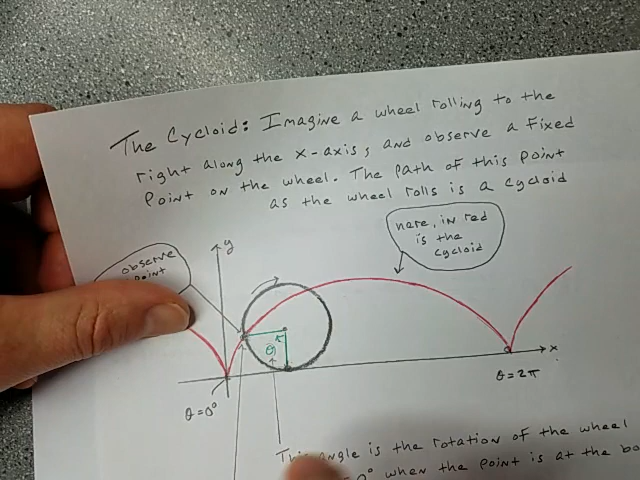 The Cycloid: Imagine a wheel rolling to the
right along the x-axis, and observe a fixed
point on the wheel. The path of this point
as the wheel rolls is a cycloid
here, in red
is the
cycloid
observe
point
y
x
θ
r
θ=0°
θ=2π
This angle is the rotation of the wheel
0° when the point is at the bo